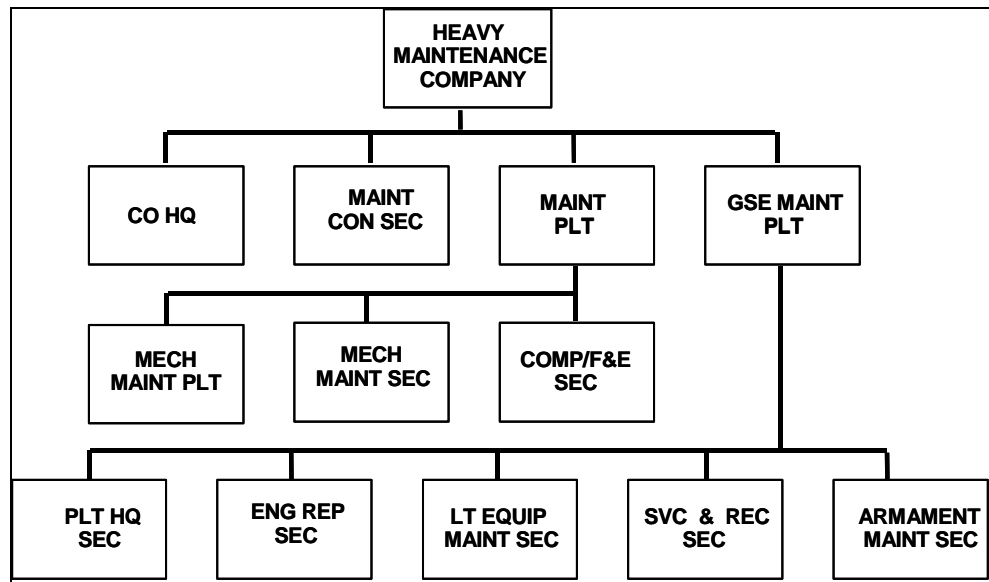 HEAVY
MAINTENANCE
COMPANY
CO HQ
MAINT
CON SEC
MAINT
PLT
GSE MAINT
PLT
MECH
MAINT PLT
MECH
MAINT SEC
COMP/F&E
SEC
PLT HQ
SEC
ENG REP
SEC
LT EQUIP
MAINT SEC
SVC & REC
SEC
ARMAMENT
MAINT SEC